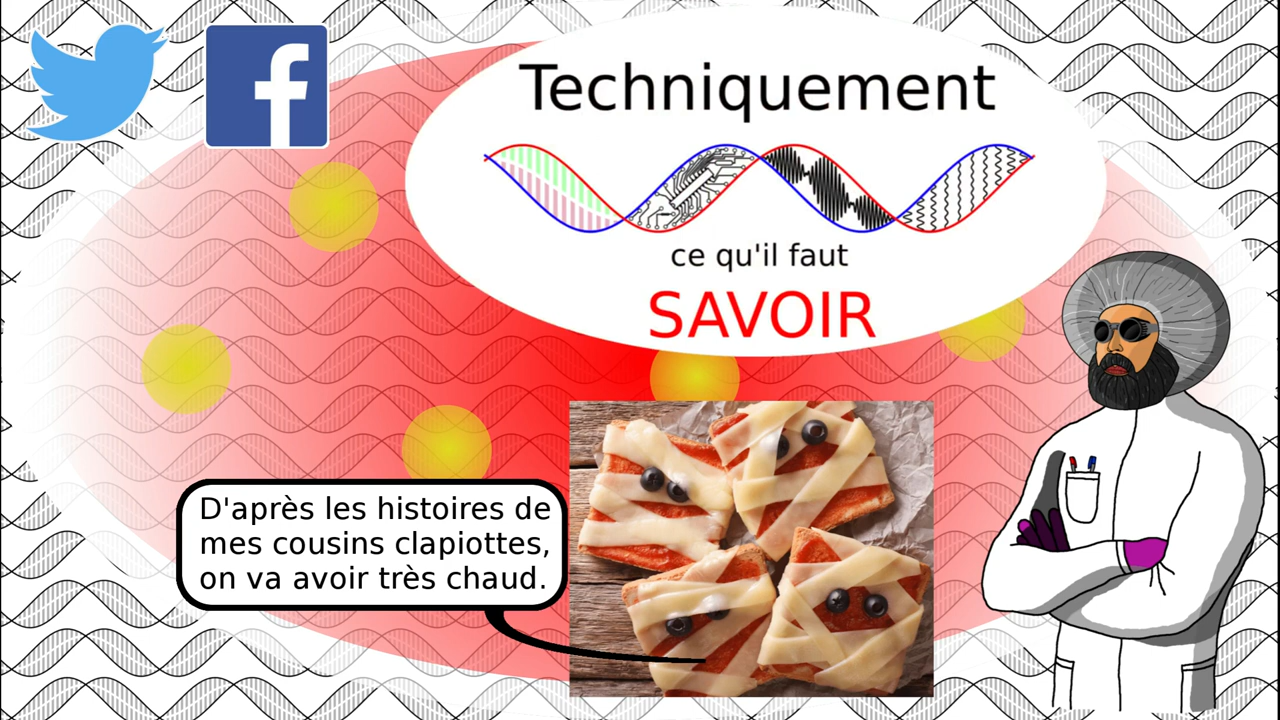 Techniquement
ce qu'il faut
SAVOIR
D'après les histoires de
mes cousins clapiottes,
on va avoir très chaud.